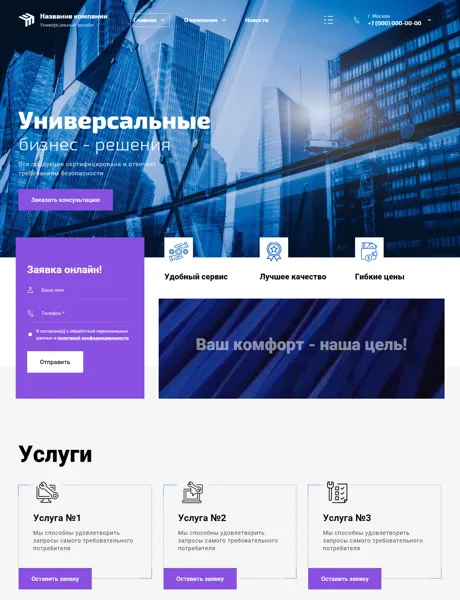 Название компании
Универсальный дизайн
Главная
О компании
Новости
г. Москва
+7 (000) 000-00-00
Универсальные
бизнес - решения
Вся продукция сертифицирована и отвечает
требованиям безопасности
Заказать консультацию
Заявка онлайн!
Ваше имя
Телефон *
Я согласен(а) с обработкой персональных
данных и политикой конфиденциальности
Отправить
Удобный сервис
Лучшее качество
Гибкие цены
Ваш комфорт - наша цель!
Услуги
Услуга №1
Мы способны удовлетворить
запросы самого требовательного
потребителя
Оставить заявку
Услуга №2
Мы способны удовлетворить
запросы самого требовательного
потребителя
Оставить заявку
Услуга №3
Мы способны удовлетворить
запросы самого требовательного
потребителя
Оставить заявку